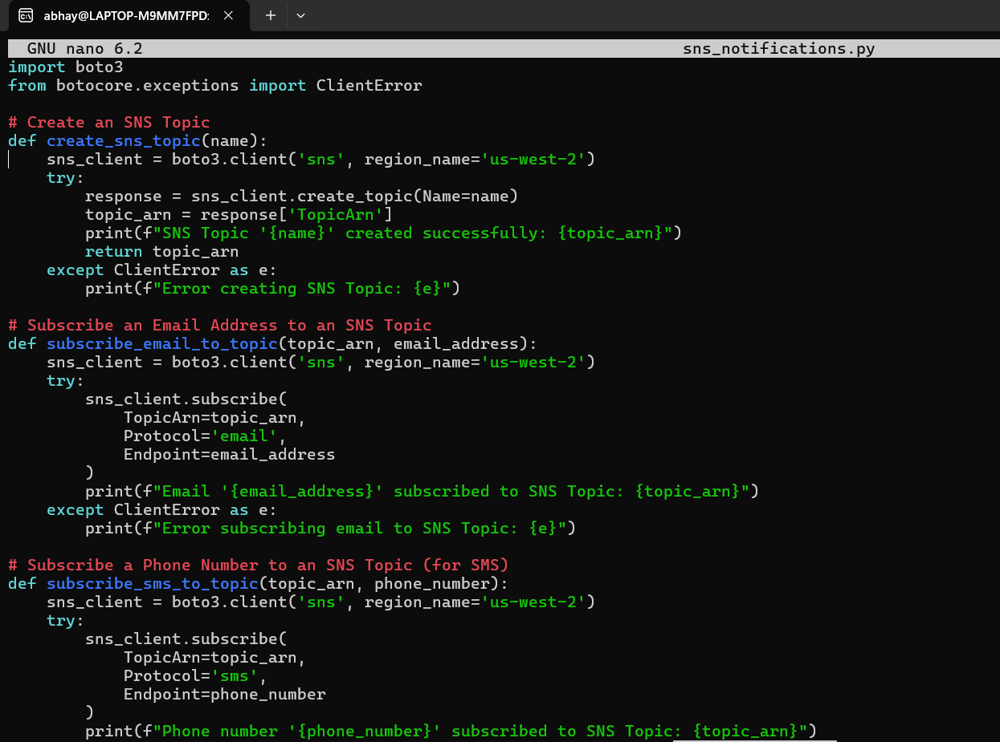 abhay@LAPTOP-M9MM7FPD:
GNU nano 6.2 sns_notifications.py
import boto3
from botocore.exceptions import ClientError

# Create an SNS Topic
def create_sns_topic(name):
    sns_client = boto3.client('sns', region_name='us-west-2')
    try:
        response = sns_client.create_topic(Name=name)
        topic_arn = response['TopicArn']
        print(f"SNS Topic '{name}' created successfully: {topic_arn}")
        return topic_arn
    except ClientError as e:
        print(f"Error creating SNS Topic: {e}")

# Subscribe an Email Address to an SNS Topic
def subscribe_email_to_topic(topic_arn, email_address):
    sns_client = boto3.client('sns', region_name='us-west-2')
    try:
        sns_client.subscribe(
            TopicArn=topic_arn,
            Protocol='email',
            Endpoint=email_address
        )
        print(f"Email '{email_address}' subscribed to SNS Topic: {topic_arn}")
    except ClientError as e:
        print(f"Error subscribing email to SNS Topic: {e}")

# Subscribe a Phone Number to an SNS Topic (for SMS)
def subscribe_sms_to_topic(topic_arn, phone_number):
    sns_client = boto3.client('sns', region_name='us-west-2')
    try:
        sns_client.subscribe(
            TopicArn=topic_arn,
            Protocol='sms',
            Endpoint=phone_number
        )
        print(f"Phone number '{phone_number}' subscribed to SNS Topic: {topic_arn}")